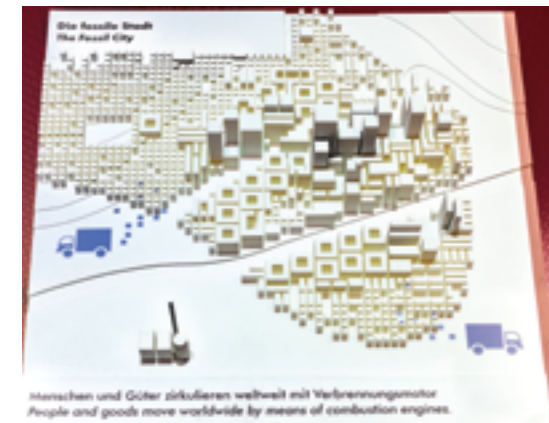 Die fossile Stadt
The Fossil City
Menschen und Güter zirkulieren weltweit mit Verbrennungsmotor
People and goods move worldwide by means of combustion engines.